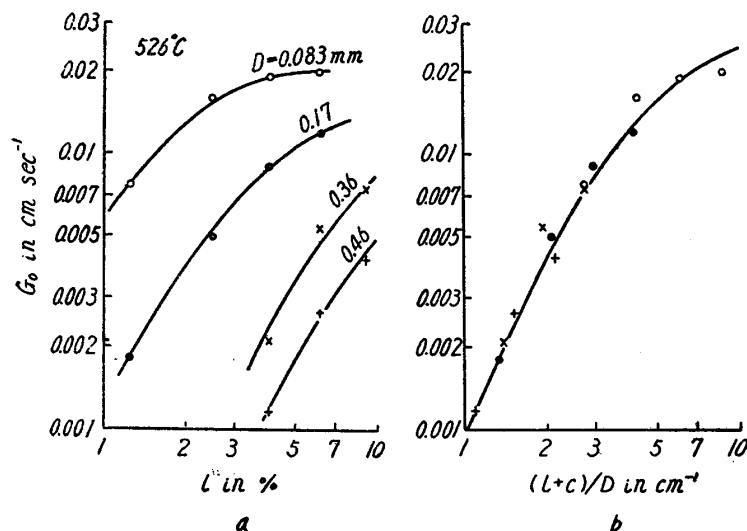 526°C
D=0.083 mm
0.17
0.36
0.46
G₀ in cm sec⁻¹
0.03
0.02
0.01
0.007
0.005
0.003
0.002
0.001
1 2 3 5 7 10
l in %
a
0.03
0.02
0.01
0.007
0.005
0.003
0.002
0.001
1 2 3 5 7 10
(l+c)/D in cm⁻¹
b